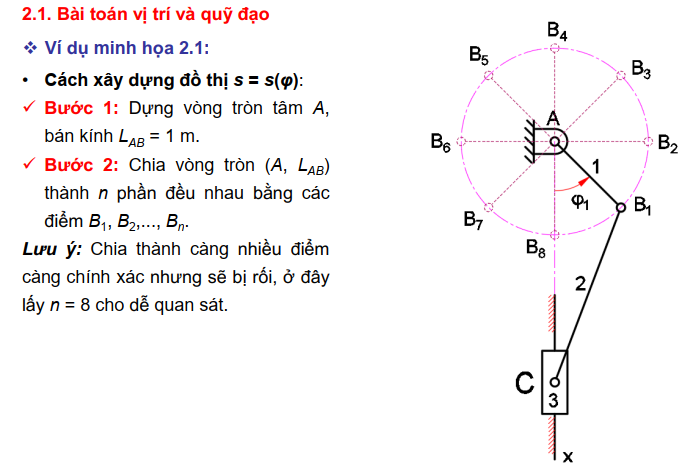 2.1. Bài toán vị trí và quỹ đạo
❖ Ví dụ minh họa 2.1:
• Cách xây dựng đồ thị s = s(φ):
✓ Bước 1: Dựng vòng tròn tâm A,
bán kính L_AB = 1 m.
✓ Bước 2: Chia vòng tròn (A, L_AB)
thành n phần đều nhau bằng các
điểm B₁, B₂,..., Bₙ.
Lưu ý: Chia thành càng nhiều điểm
càng chính xác nhưng sẽ bị rối, ở đây
lấy n = 8 cho dễ quan sát.
B₄
B₅
B₃
A
B₆
B₂
1
φ₁
B₁
B₇
B₈
2
C
3
x